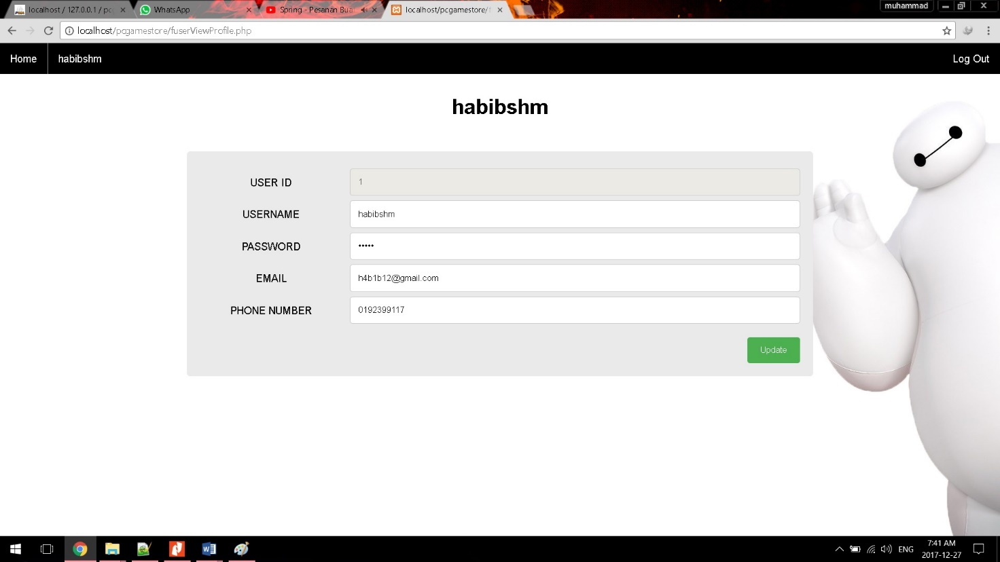 localhost / 127.0.0.1 / pc
WhatsApp
Spring - Pesanan Bua
localhost/pcgamestore/f
muhammad
localhost/pcgamestore/fuserViewProfile.php
Home
habibshm
Log Out
habibshm
USER ID
1
USERNAME
habibshm
PASSWORD
•••••
EMAIL
h4b1b12@gmail.com
PHONE NUMBER
0192399117
Update
ENG
7:41 AM
2017-12-27